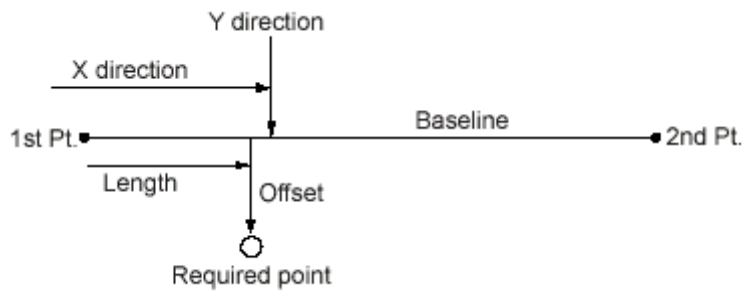 Y direction
X direction
Baseline
1st Pt.
2nd Pt.
Length
Offset
Required point